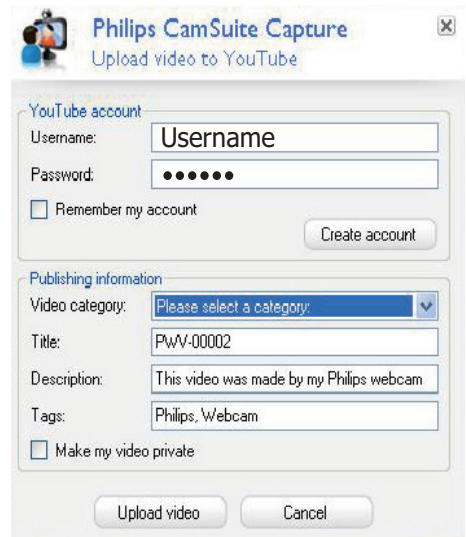 Philips CamSuite Capture
Upload video to YouTube
YouTube account
Username: Username
Password: ●●●●●●
Remember my account
Create account
Publishing information
Video category: Please select a category:
Title: PWV-00002
Description: This video was made by my Philips webcam
Tags: Philips, Webcam
Make my video private
Upload video Cancel